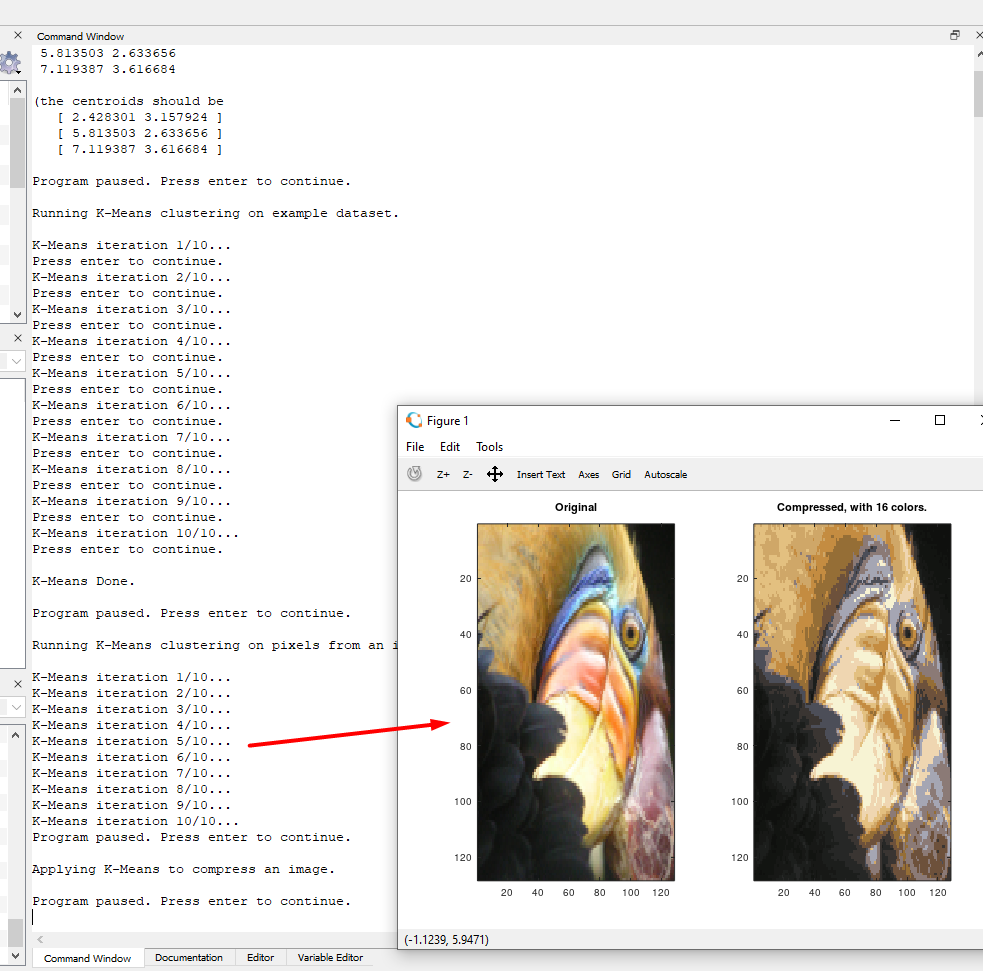 Command Window
5.813503 2.633656
7.119387 3.616684
(the centroids should be
[ 2.428301 3.157924 ]
[ 5.813503 2.633656 ]
[ 7.119387 3.616684 ]
Program paused. Press enter to continue.
Running K-Means clustering on example dataset.
K-Means iteration 1/10...
Press enter to continue.
K-Means iteration 2/10...
Press enter to continue.
K-Means iteration 3/10...
Press enter to continue.
K-Means iteration 4/10...
Press enter to continue.
K-Means iteration 5/10...
Press enter to continue.
K-Means iteration 6/10...
Press enter to continue.
K-Means iteration 7/10...
Press enter to continue.
K-Means iteration 8/10...
Press enter to continue.
K-Means iteration 9/10...
Press enter to continue.
K-Means iteration 10/10...
Press enter to continue.
K-Means Done.
Program paused. Press enter to continue.
Running K-Means clustering on pixels from an i
K-Means iteration 1/10...
K-Means iteration 2/10...
K-Means iteration 3/10...
K-Means iteration 4/10...
K-Means iteration 5/10...
K-Means iteration 6/10...
K-Means iteration 7/10...
K-Means iteration 8/10...
K-Means iteration 9/10...
K-Means iteration 10/10...
Program paused. Press enter to continue.
Applying K-Means to compress an image.
Program paused. Press enter to continue.
Command Window Documentation Editor Variable Editor
Figure 1
File Edit Tools
Z+ Z- Insert Text Axes Grid Autoscale
Original
20
40
60
80
100
120
20 40 60 80 100 120
Compressed, with 16 colors.
20
40
60
80
100
120
20 40 60 80 100 120
(-1.1239, 5.9471)